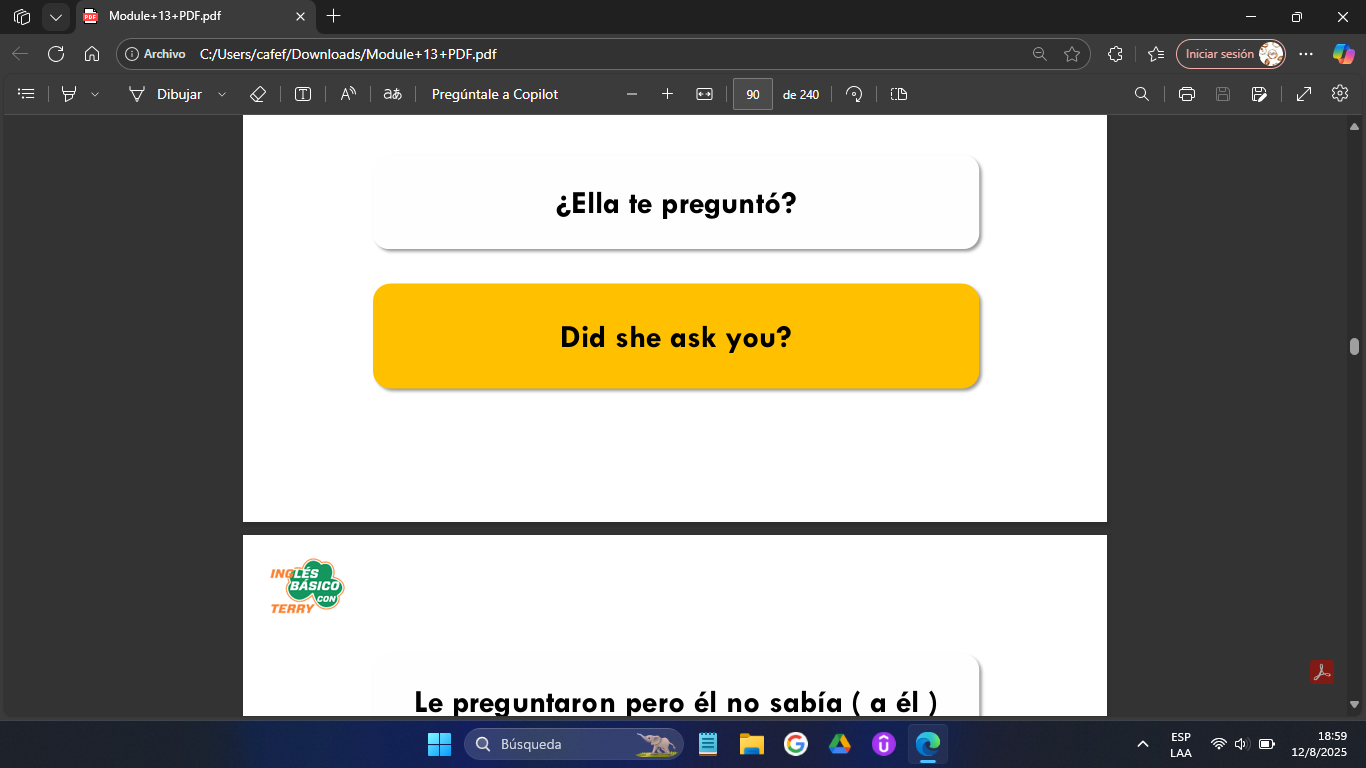 Module+13+PDF.pdf
Archivo C:/Users/cafef/Downloads/Module+13+PDF.pdf Iniciar sesión
Dibujar Pregúntale a Copilot 90 de 240
¿Ella te preguntó?
Did she ask you?
INGLÉS
BÁSICO
CON
TERRY
Le preguntaron pero él no sabía ( a él )
Búsqueda
ESP
LAA
18:59
12/8/2025